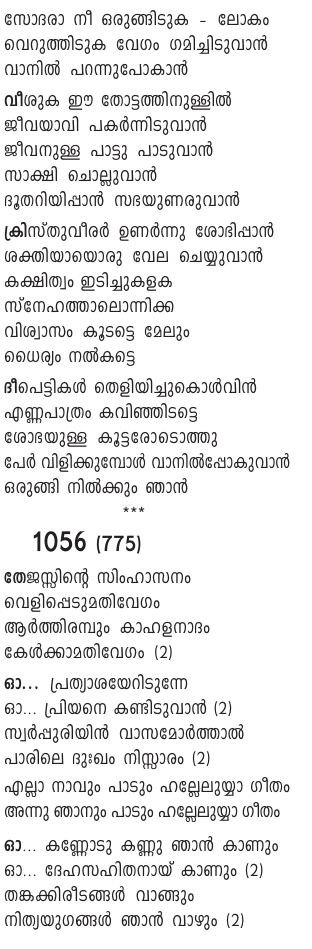 സോദരാ നീ ഒരുങ്ങിടുക - ലോകം
വെറുത്തിടുക വേഗം ഗമിച്ചിടുവാൻ
വാനിൽ പറന്നുപോകാൻ
വീശുക ഈ തോട്ടത്തിനുള്ളിൽ
ജീവയാവി പകർന്നിടുവാൻ
ജീവനുള്ള പാട്ടു പാടുവാൻ
സാക്ഷി ചൊല്ലുവാൻ
ദൂതറിയിപ്പാൻ സഭയുണരുവാൻ
ക്രിസ്തുവീരർ ഉണർന്നു ശോഭിപ്പാൻ
ശക്തിയായൊരു വേല ചെയ്യുവാൻ
കക്ഷിത്വം ഇടിച്ചുകളക
സ്നേഹത്താലൊന്നിക്ക
വിശ്വാസം കൂടട്ടെ മേലും
ധൈര്യം നൽകട്ടെ
ദീപെട്ടികൾ തെളിയിച്ചുകൊൾവിൻ
എണ്ണപാത്രം കവിഞ്ഞിടട്ടെ
ശോഭയുള്ള കൂട്ടരോടൊത്തു
പേർ വിളിക്കുമ്പോൾ വാനിൽപ്പോകുവാൻ
ഒരുങ്ങി നിൽക്കും ഞാൻ
***
1056 (775)
തേജസ്സിന്റെ സിംഹാസനം
വെളിപ്പെടുമതിവേഗം
ആർത്തിരമ്പും കാഹളനാദം
കേൾക്കാമതിവേഗം (2)
ഓ... പ്രത്യാശയേറിടുന്നേ
ഓ... പ്രിയനെ കണ്ടിടുവാൻ (2)
സ്വർപ്പുരിയിൻ വാസമോർത്താൽ
പാരിലെ ദുഃഖം നിസ്സാരം (2)
എല്ലാ നാവും പാടും ഹല്ലേലുയ്യാ ഗീതം
അന്നു ഞാനും പാടും ഹല്ലേലുയ്യാ ഗീതം
ഓ... കണ്ണോടു കണ്ണു ഞാൻ കാണും
ഓ... ദേഹസഹിതനായ് കാണും (2)
തങ്കക്കിരീടങ്ങൾ വാങ്ങും
നിത്യയുഗങ്ങൾ ഞാൻ വാഴും (2)